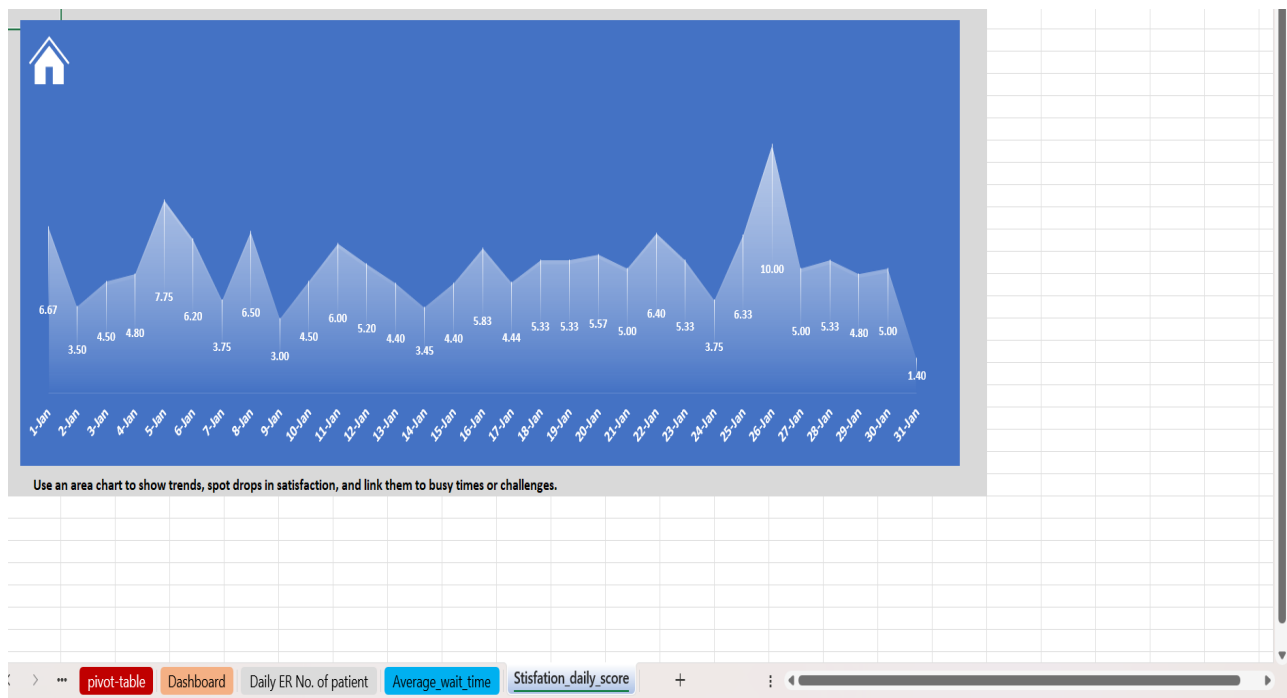 6.67 3.50 4.50 4.80 7.75 6.20 3.75 6.50 3.00 4.50 6.00 5.20 4.40 3.45 4.40 5.83 4.44 5.33 5.33 5.57 5.00 6.40 5.33 3.75 6.33 10.00 5.00 5.33 4.80 5.00 1.40
1-Jan 2-Jan 3-Jan 4-Jan 5-Jan 6-Jan 7-Jan 8-Jan 9-Jan 10-Jan 11-Jan 12-Jan 13-Jan 14-Jan 15-Jan 16-Jan 17-Jan 18-Jan 19-Jan 20-Jan 21-Jan 22-Jan 23-Jan 24-Jan 25-Jan 26-Jan 27-Jan 28-Jan 29-Jan 30-Jan 31-Jan
Use an area chart to show trends, spot drops in satisfaction, and link them to busy times or challenges.
pivot-table Dashboard Daily ER No. of patient Average_wait_time Stisfation_daily_score